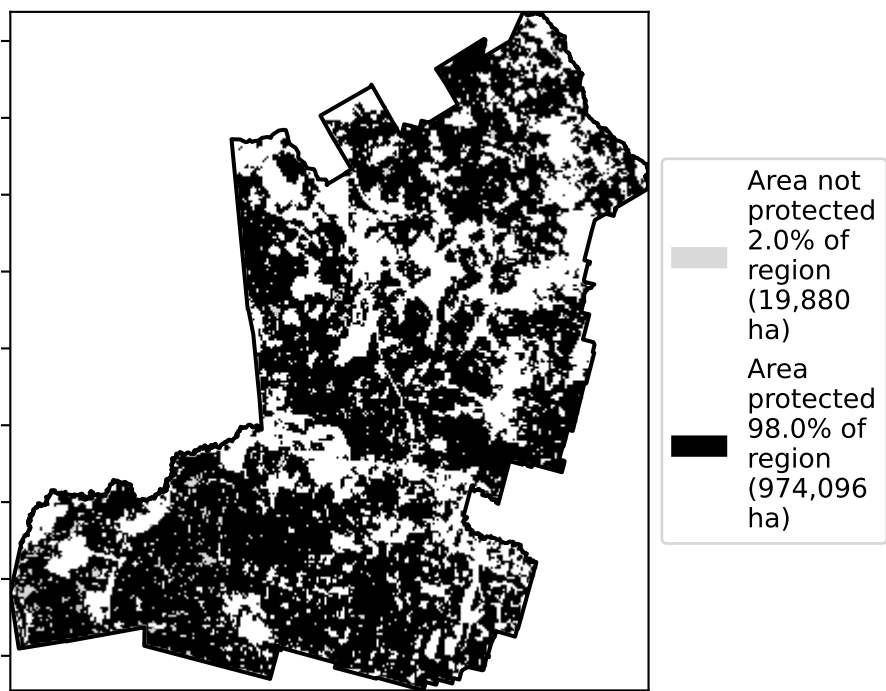 Area not
protected
2.0% of
region
(19,880
ha)
Area
protected
98.0% of
region
(974,096
ha)